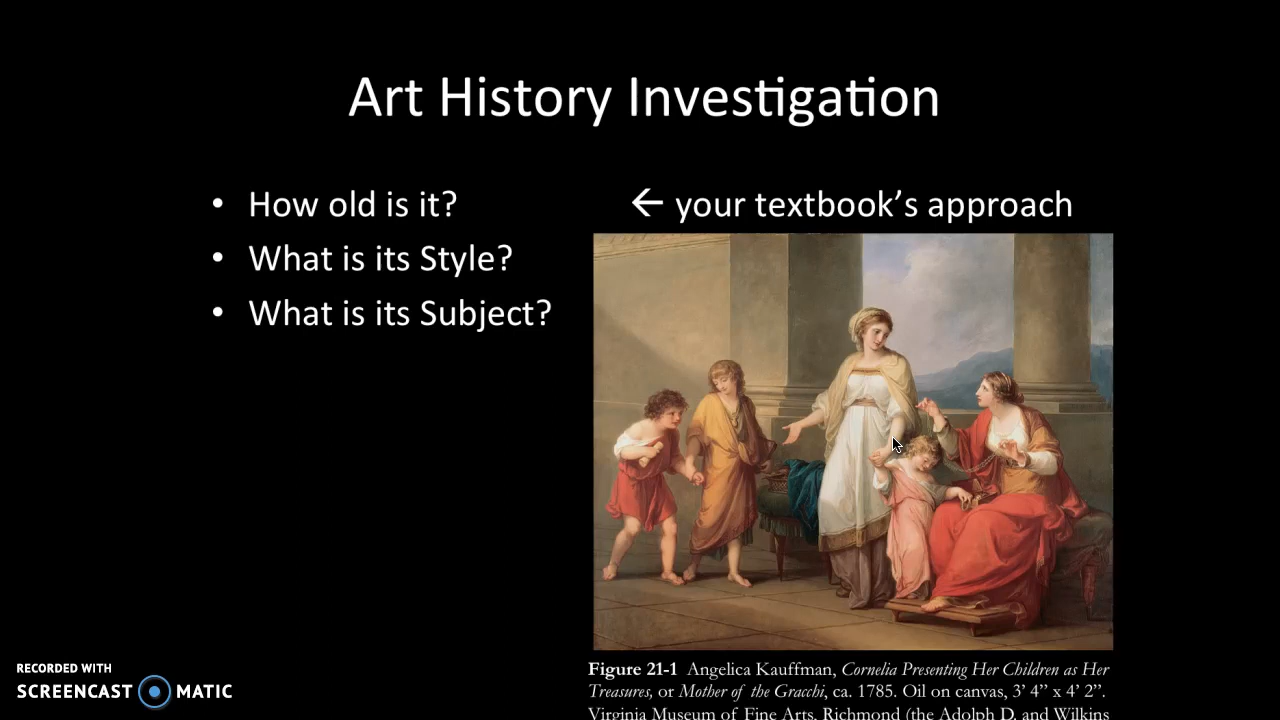 Art History Investigation
• How old is it?
← your textbook’s approach
• What is its Style?
• What is its Subject?
Figure 21-1 Angelica Kauffman, Cornelia Presenting Her Children as Her
Treasures, or Mother of the Gracchi, ca. 1785. Oil on canvas, 3’ 4” x 4’ 2”.
Virginia Museum of Fine Arts, Richmond (the Adolph D. and Wilkins
RECORDED WITH
SCREENCAST MATIC